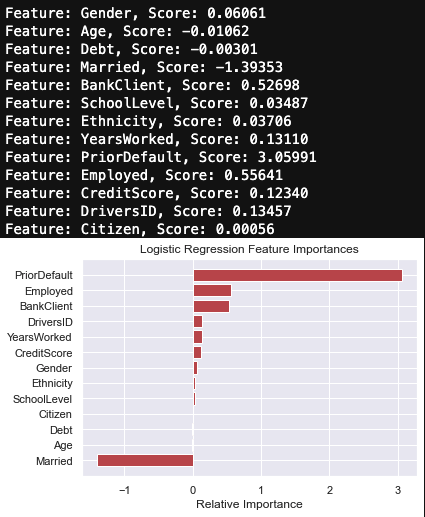 Feature: Gender, Score: 0.06061
Feature: Age, Score: -0.01062
Feature: Debt, Score: -0.00301
Feature: Married, Score: -1.39353
Feature: BankClient, Score: 0.52698
Feature: SchoolLevel, Score: 0.03487
Feature: Ethnicity, Score: 0.03706
Feature: YearsWorked, Score: 0.13110
Feature: PriorDefault, Score: 3.05991
Feature: Employed, Score: 0.55641
Feature: CreditScore, Score: 0.12340
Feature: DriversID, Score: 0.13457
Feature: Citizen, Score: 0.00056
Logistic Regression Feature Importances
PriorDefault
Employed
BankClient
DriversID
YearsWorked
CreditScore
Gender
Ethnicity
SchoolLevel
Citizen
Debt
Age
Married
−1 0 1 2 3
Relative Importance